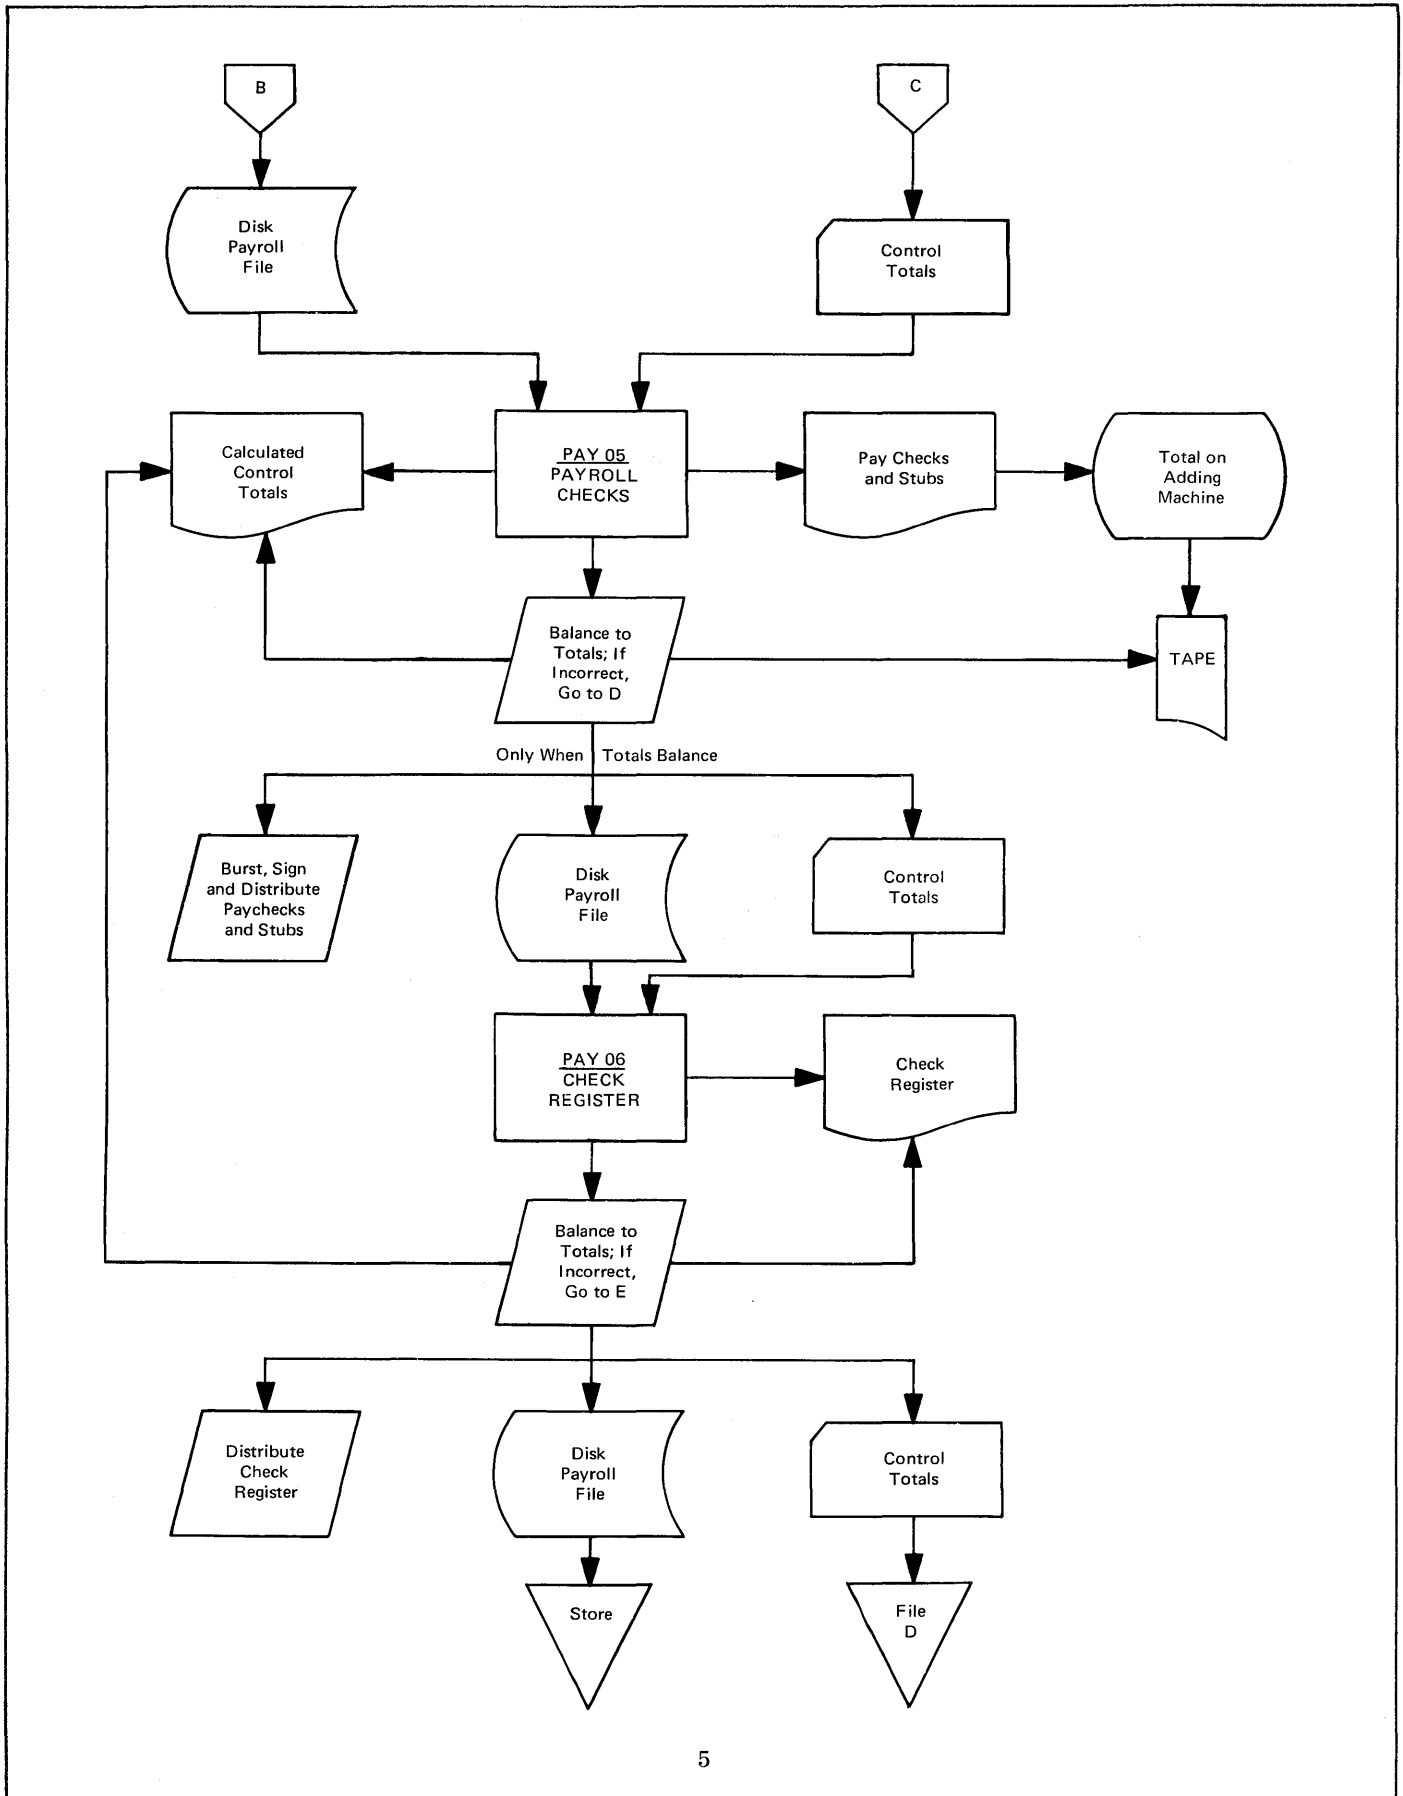 B
C
Disk
Payroll
File
Control
Totals
Calculated
Control
Totals
PAY 05
PAYROLL
CHECKS
Pay Checks
and Stubs
Total on
Adding
Machine
Balance to
Totals; If
Incorrect,
Go to D
TAPE
Only When Totals Balance
Burst, Sign
and Distribute
Paychecks
and Stubs
Disk
Payroll
File
Control
Totals
PAY 06
CHECK
REGISTER
Check
Register
Balance to
Totals; If
Incorrect,
Go to E
Distribute
Check
Register
Disk
Payroll
File
Control
Totals
Store
File
D
5